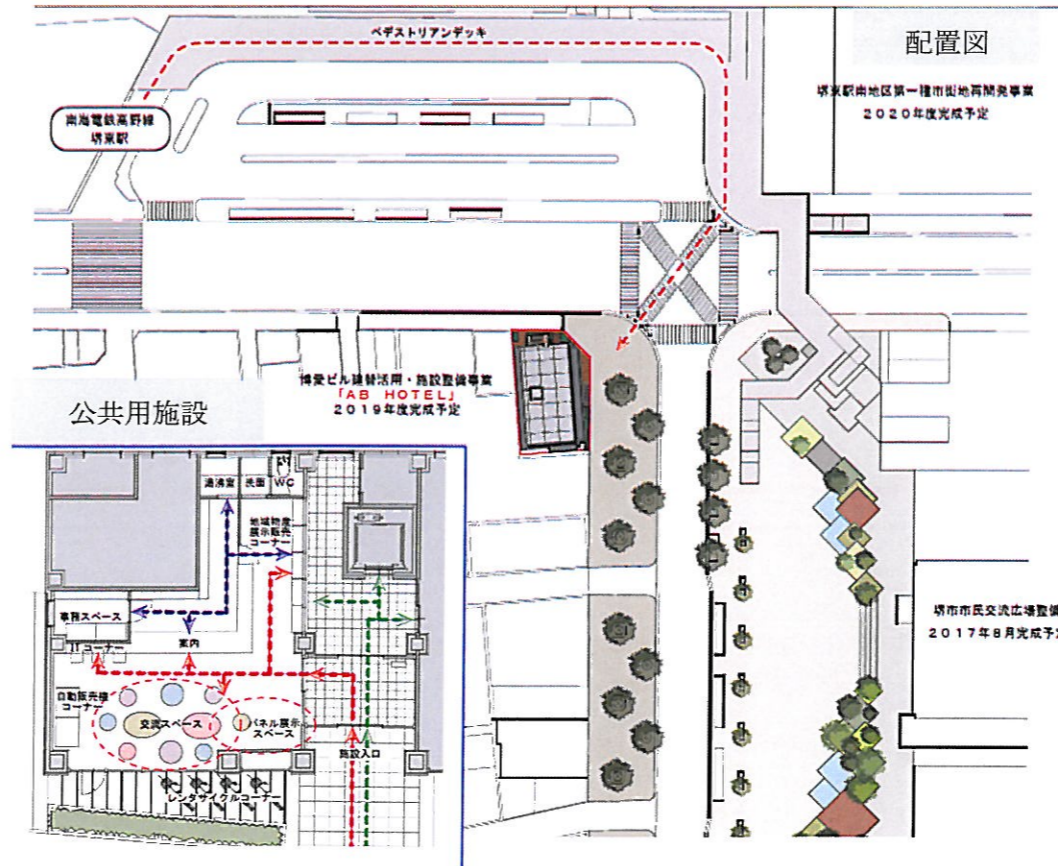 ペデストリアンデッキ
配置図
堺東駅南地区第一種市街地再開発事業
2020年度完成予定
南海電鉄高野線
堺東駅
博愛ビル建替活用・施設整備事業
「AB HOTEL」
2019年度完成予定
公共用施設
湯沸室
洗面
WC
地域物産
展示販売
コーナー
事務スペース
ITコーナー
案内
自動販売機
コーナー
交流スペース
パネル展示
スペース
施設入口
レンタサイクルコーナー
堺市市民交流広場整備
2017年8月完成予定